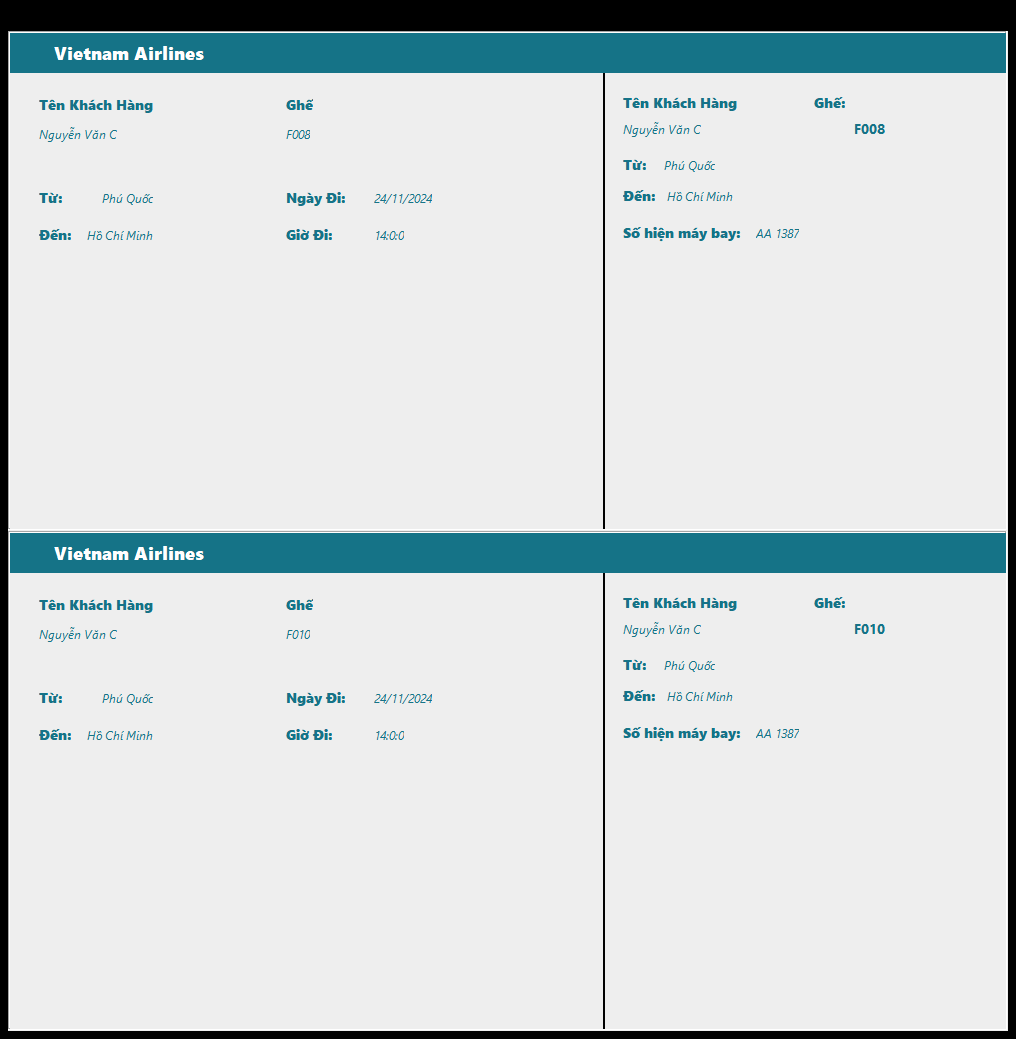 Vietnam Airlines
Tên Khách Hàng Ghế
Nguyễn Văn C F008
Từ: Phú Quốc Ngày Đi: 24/11/2024
Đến: Hồ Chí Minh Giờ Đi: 14:0:0
Tên Khách Hàng Ghế:
Nguyễn Văn C F008
Từ: Phú Quốc
Đến: Hồ Chí Minh
Số hiện máy bay: AA 1387
Vietnam Airlines
Tên Khách Hàng Ghế
Nguyễn Văn C F010
Từ: Phú Quốc Ngày Đi: 24/11/2024
Đến: Hồ Chí Minh Giờ Đi: 14:0:0
Tên Khách Hàng Ghế:
Nguyễn Văn C F010
Từ: Phú Quốc
Đến: Hồ Chí Minh
Số hiện máy bay: AA 1387